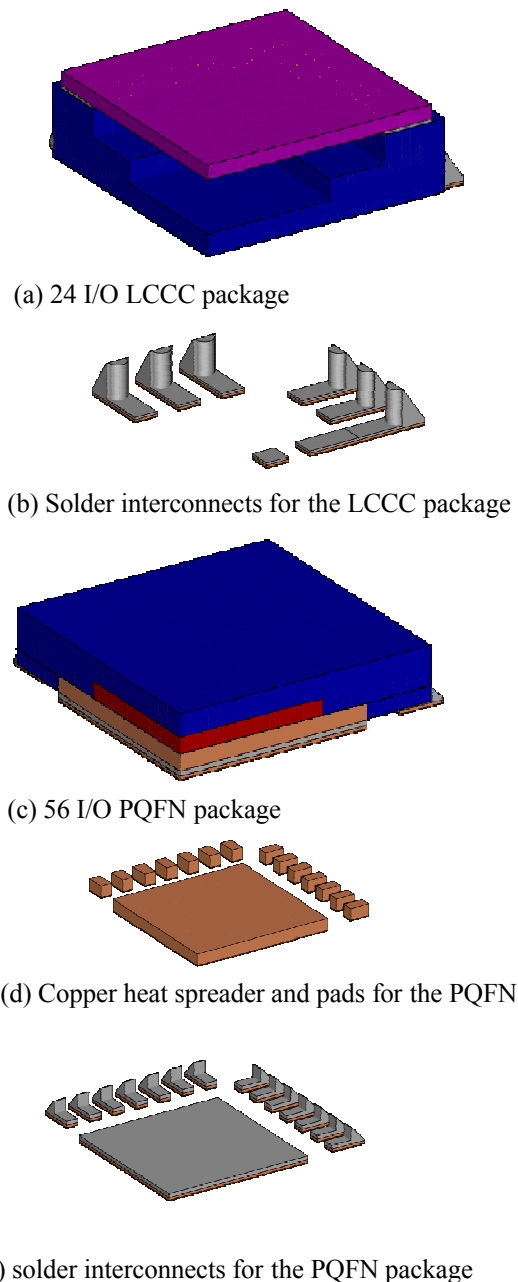 (a) 24 I/O LCCC package
(b) Solder interconnects for the LCCC package
(c) 56 I/O PQFN package
(d) Copper heat spreader and pads for the PQFN
) solder interconnects for the PQFN package